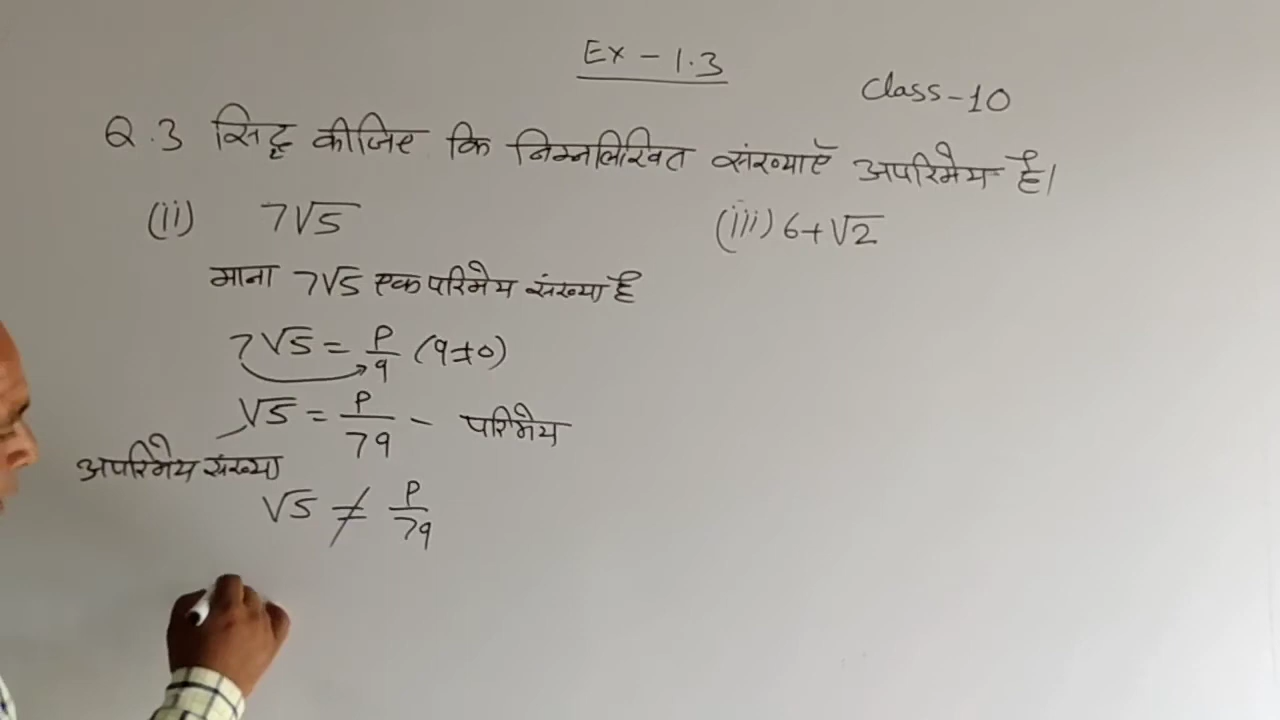 Ex - 1.3
Class - 10
Q.3 सिद्ध कीजिए कि निम्नलिखित संख्याएँ अपरिमेय है।
(ii) 7√5
(iii) 6+√2
माना 7√5 एक परिमेय संख्या है
7√5 = p/q (q≠0)
√5 = p/7q - परिमेय
अपरिमेय संख्या
√5 ≠ p/7q